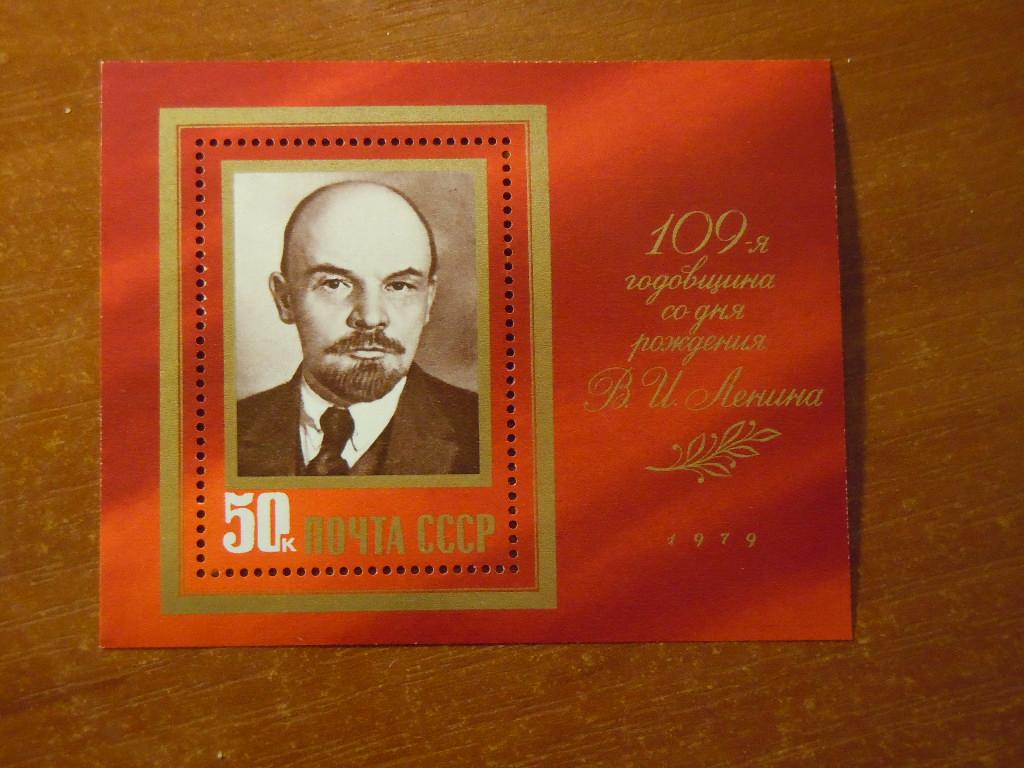 109-я
годовщина
со дня
рождения
В. И. Ленина
1979
50к ПОЧТА СССР